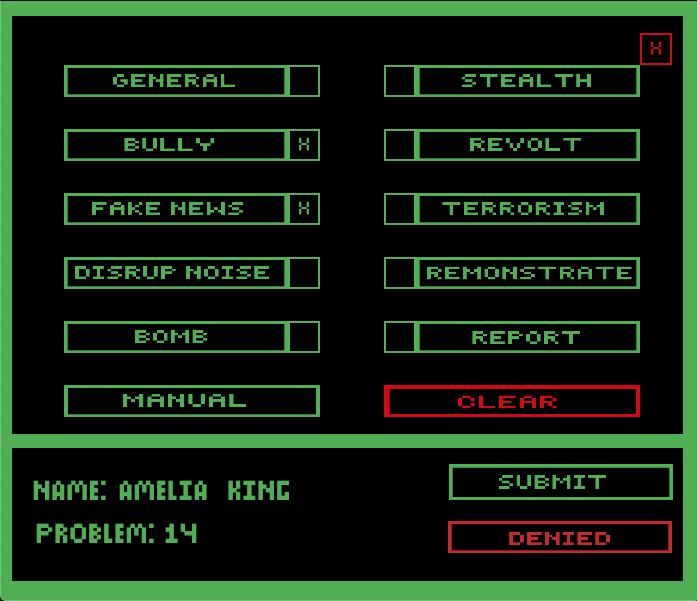 X
GENERAL STEALTH
BULLY X REVOLT
FAKE NEWS X TERRORISM
DISRUP NOISE REMONSTRATE
BOMB REPORT
MANUAL CLEAR
NAME: AMELIA KING
SUBMIT
PROBLEM: 14
DENIED